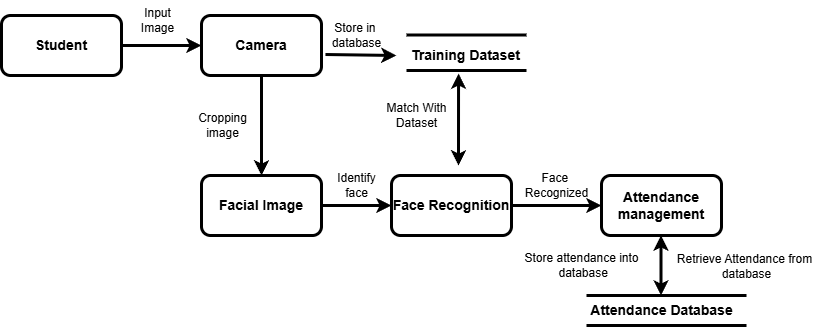 Input
Image
Student
Camera
Store in
database
Training Dataset
Cropping
image
Match With
Dataset
Facial Image
Identify
face
Face Recognition
Face
Recognized
Attendance
management
Store attendance into
database
Retrieve Attendance from
database
Attendance Database